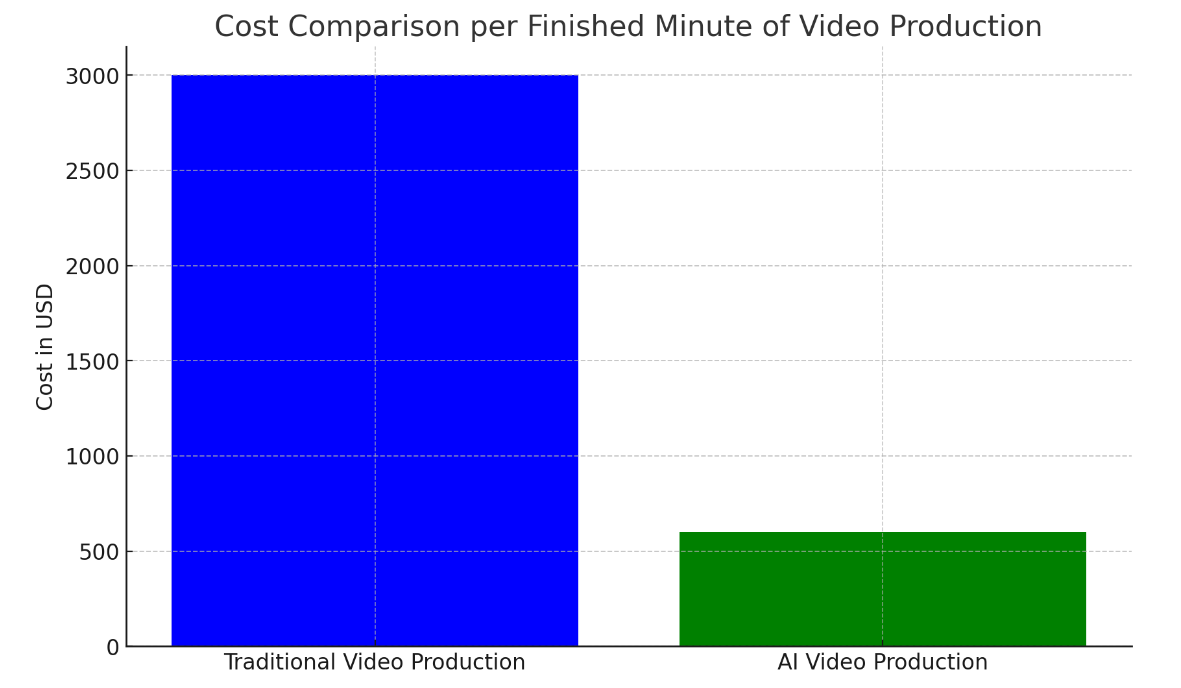 Cost Comparison per Finished Minute of Video Production
3000
2500
2000
1500
1000
500
0
Cost in USD
Traditional Video Production
AI Video Production